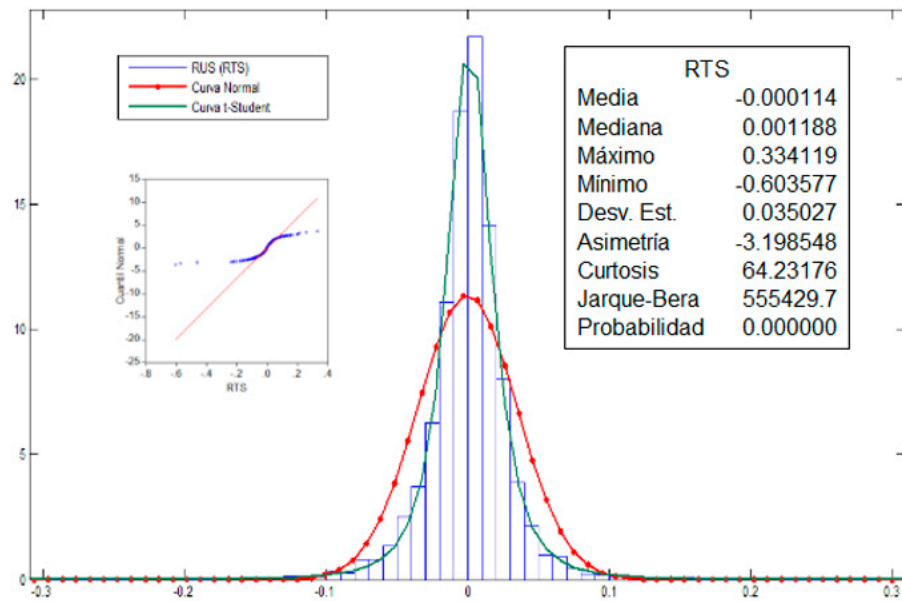 RUS (RTS)
Curva Normal
Curva t-Student
RTS
Media -0.000114
Mediana 0.001188
Máximo 0.334119
Mínimo -0.603577
Desv. Est. 0.035027
Asimetría -3.198548
Curtosis 64.23176
Jarque-Bera 555429.7
Probabilidad 0.000000
20
15
10
5
0
-0.3 -0.2 -0.1 0 0.1 0.2 0.3
15
10
5
0
-5
-10
-15
-20
-25
Cuantil Normal
-.8 -.6 -.4 -.2 .0 .2 .4
RTS